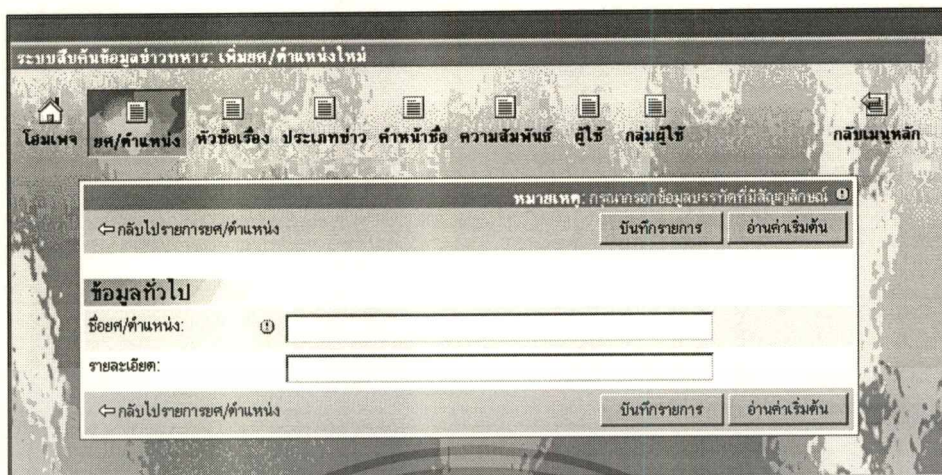 ระบบสืบค้นข้อมูลข่าวทหาร: เพิ่มยศ/ตำแหน่งใหม่
โฮมเพจ ยศ/ตำแหน่ง หัวข้อเรื่อง ประเภทข่าว คำหน้าชื่อ ความสัมพันธ์ ผู้ใช้ กลุ่มผู้ใช้ กลับเมนูหลัก
หมายเหตุ: กรุณากรอกข้อมูลบรรทัดที่มีสัญลักษณ์
กลับไปรายการยศ/ตำแหน่ง บันทึกรายการ อ่านค่าเริ่มต้น
ข้อมูลทั่วไป
ชื่อยศ/ตำแหน่ง:
รายละเอียด:
กลับไปรายการยศ/ตำแหน่ง บันทึกรายการ อ่านค่าเริ่มต้น